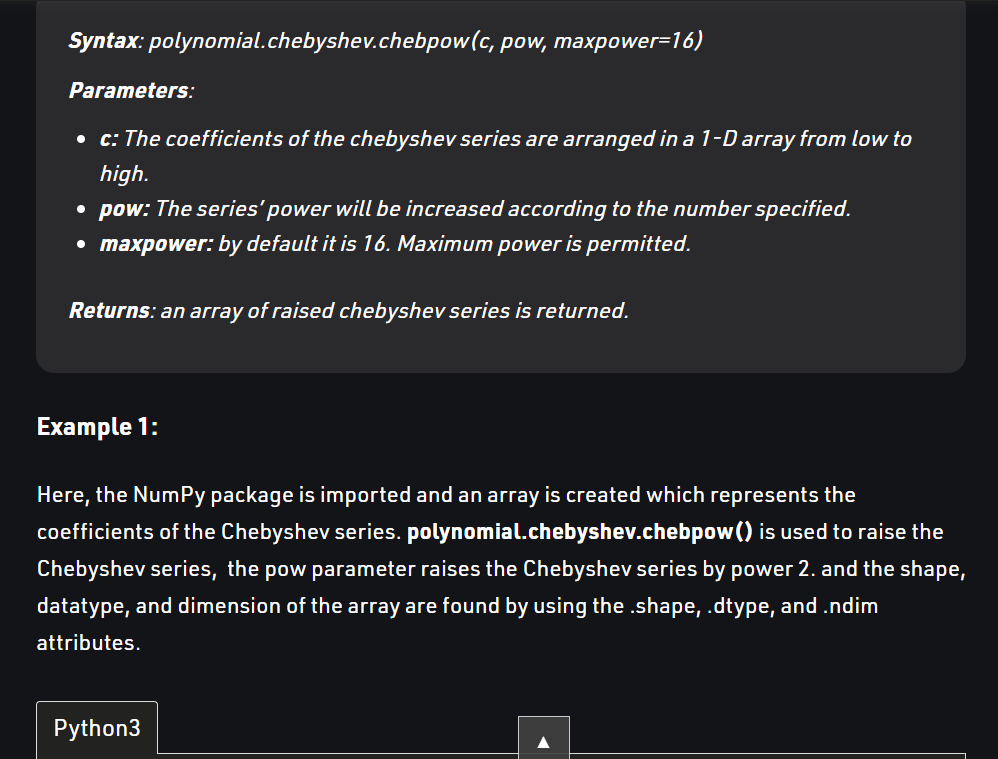 Syntax: polynomial.chebyshev.chebpow(c, pow, maxpower=16)
Parameters:
• c: The coefficients of the chebyshev series are arranged in a 1-D array from low to
high.
• pow: The series’ power will be increased according to the number specified.
• maxpower: by default it is 16. Maximum power is permitted.
Returns: an array of raised chebyshev series is returned.
Example 1:
Here, the NumPy package is imported and an array is created which represents the
coefficients of the Chebyshev series. polynomial.chebyshev.chebpow() is used to raise the
Chebyshev series,  the pow parameter raises the Chebyshev series by power 2. and the shape,
datatype, and dimension of the array are found by using the .shape, .dtype, and .ndim
attributes.
Python3
▲